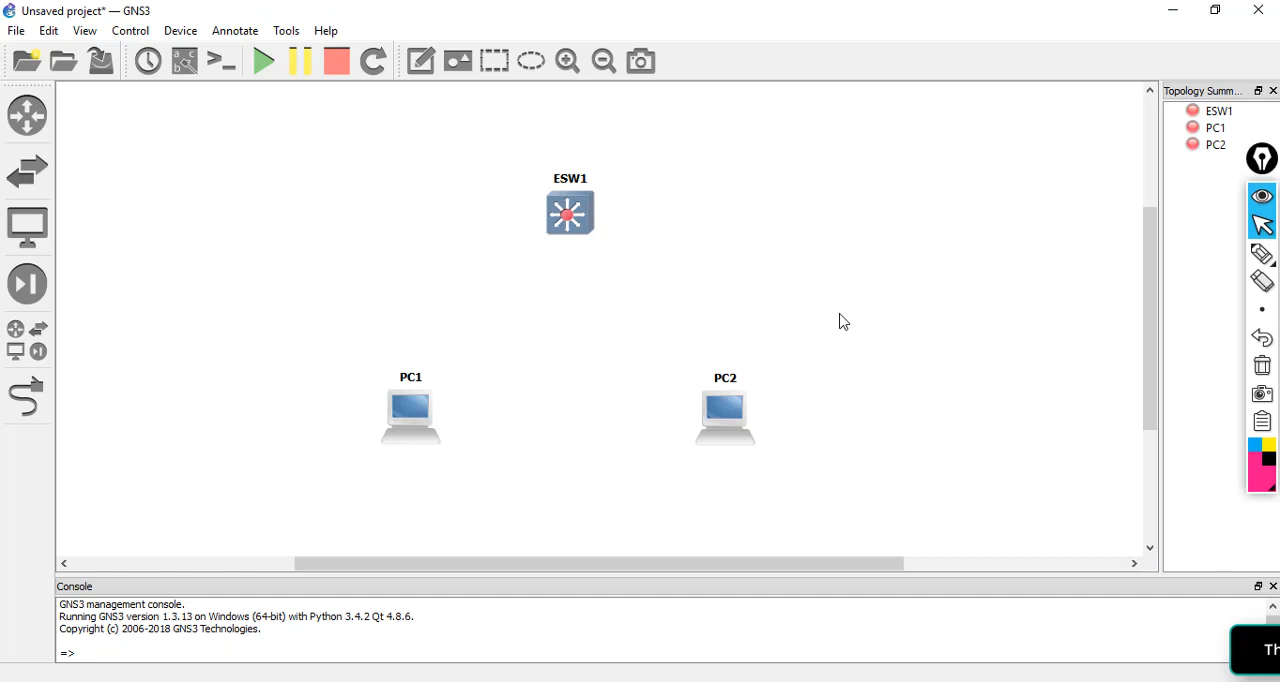 Unsaved project* — GNS3
File Edit View Control Device Annotate Tools Help
Topology Summ...
ESW1
PC1
PC2
ESW1
PC1
PC2
Console
GNS3 management console.
Running GNS3 version 1.3.13 on Windows (64-bit) with Python 3.4.2 Qt 4.8.6.
Copyright (c) 2006-2018 GNS3 Technologies.
=>
Th